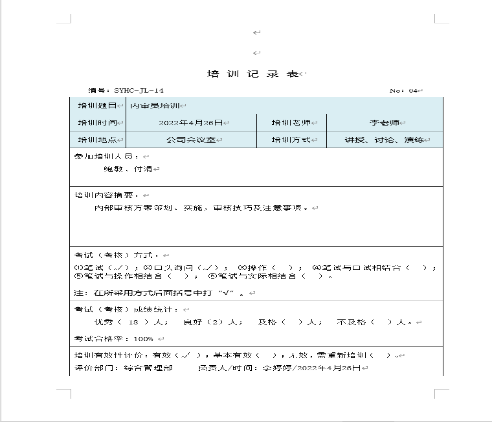 培训记录表
编号：SYHC-JL-14 No：04
培训题目 内审员培训
培训时间 2022年4月26日 培训老师 李老师
培训地点 公司会议室 培训方式 讲授、讨论、演练
参加培训人员：
鲍敏、付清
培训内容摘要：
内部审核方案策划、实施、审核技巧及注意事项。
考试（考核）方式：
①笔试（√）；②口头询问（√）；③操作（ ）；④笔试与口试相结合（ ）；
⑤笔试与操作相结合（ ）；⑥笔试与实际相结合（ ）。
注：在所采用方式后面括号中打“√”。
考试（考核）成绩统计：
优秀（ 18 ）人； 良好（2）人； 及格（ ）人； 不及格（ ）人。
考试合格率：100%
培训有效性评价：有效（√）；基本有效（ ）；无效，需重新培训（ ）。
评价部门：综合管理部 负责人/时间：李婷婷/2022年4月26日